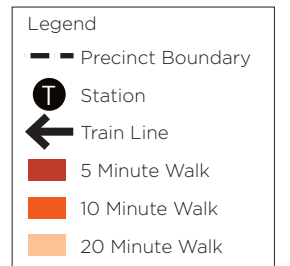 Legend
Precinct Boundary
T Station
Train Line
5 Minute Walk
10 Minute Walk
20 Minute Walk